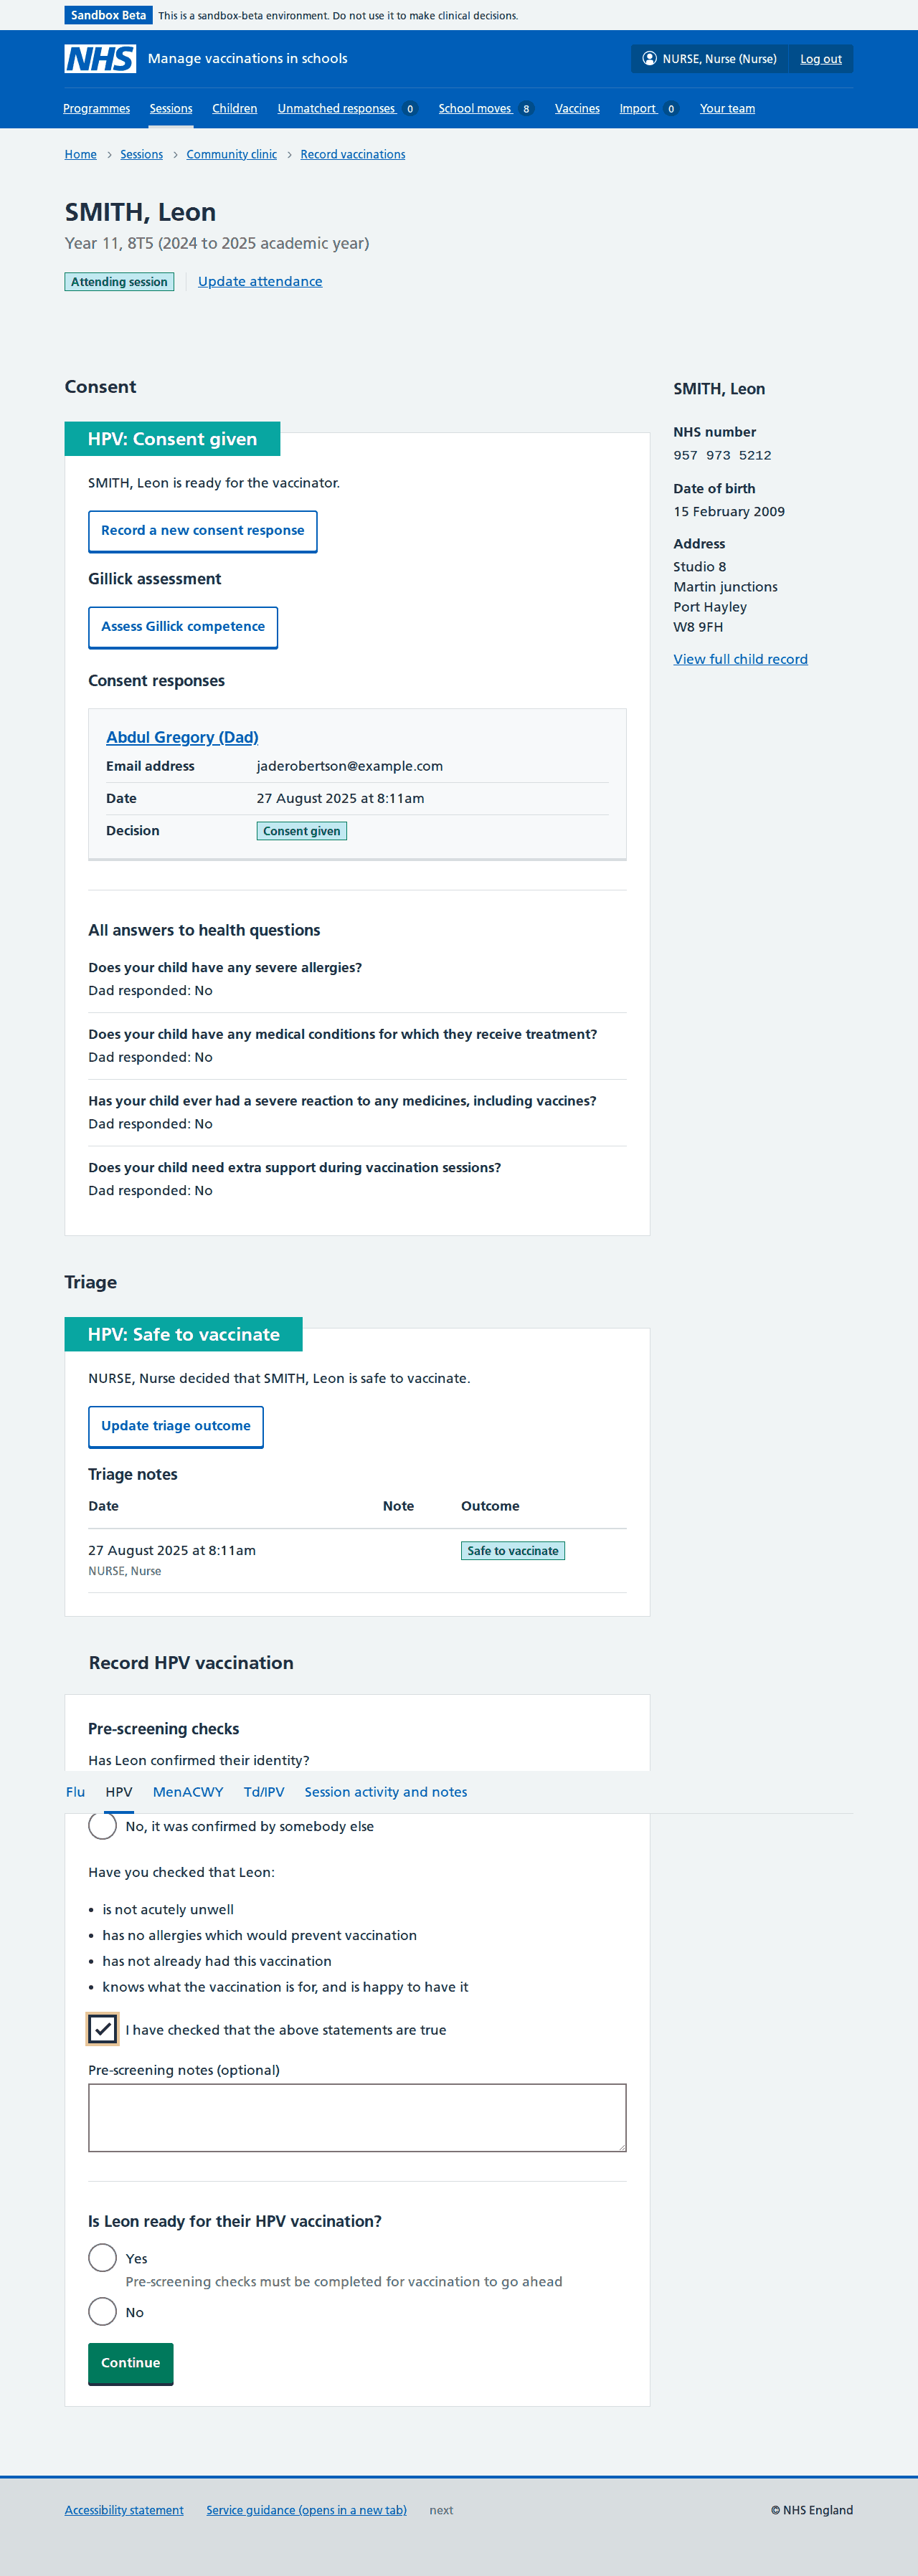 Sandbox Beta This is a sandbox-beta environment. Do not use it to make clinical decisions.
NHS Manage vaccinations in schools NURSE, Nurse (Nurse) Log out
Programmes Sessions Children Unmatched responses 0 School moves 8 Vaccines Import 0 Your team
Home Sessions Community clinic Record vaccinations
SMITH, Leon
Year 11, 8T5 (2024 to 2025 academic year)
Attending session Update attendance
Consent
HPV: Consent given
SMITH, Leon is ready for the vaccinator.
Record a new consent response
Gillick assessment
Assess Gillick competence
Consent responses
Abdul Gregory (Dad)
Email address jaderobertson@example.com
Date 27 August 2025 at 8:11am
Decision Consent given
All answers to health questions
Does your child have any severe allergies?
Dad responded: No
Does your child have any medical conditions for which they receive treatment?
Dad responded: No
Has your child ever had a severe reaction to any medicines, including vaccines?
Dad responded: No
Does your child need extra support during vaccination sessions?
Dad responded: No
SMITH, Leon
NHS number
957 973 5212
Date of birth
15 February 2009
Address
Studio 8
Martin junctions
Port Hayley
W8 9FH
View full child record
Triage
HPV: Safe to vaccinate
NURSE, Nurse decided that SMITH, Leon is safe to vaccinate.
Update triage outcome
Triage notes
Date Note Outcome
27 August 2025 at 8:11am Safe to vaccinate
NURSE, Nurse
Record HPV vaccination
Pre-screening checks
Has Leon confirmed their identity?
Flu HPV MenACWY Td/IPV Session activity and notes
No, it was confirmed by somebody else
Have you checked that Leon:
• is not acutely unwell
• has no allergies which would prevent vaccination
• has not already had this vaccination
• knows what the vaccination is for, and is happy to have it
I have checked that the above statements are true
Pre-screening notes (optional)
Is Leon ready for their HPV vaccination?
Yes
Pre-screening checks must be completed for vaccination to go ahead
No
Continue
Accessibility statement Service guidance (opens in a new tab) next © NHS England